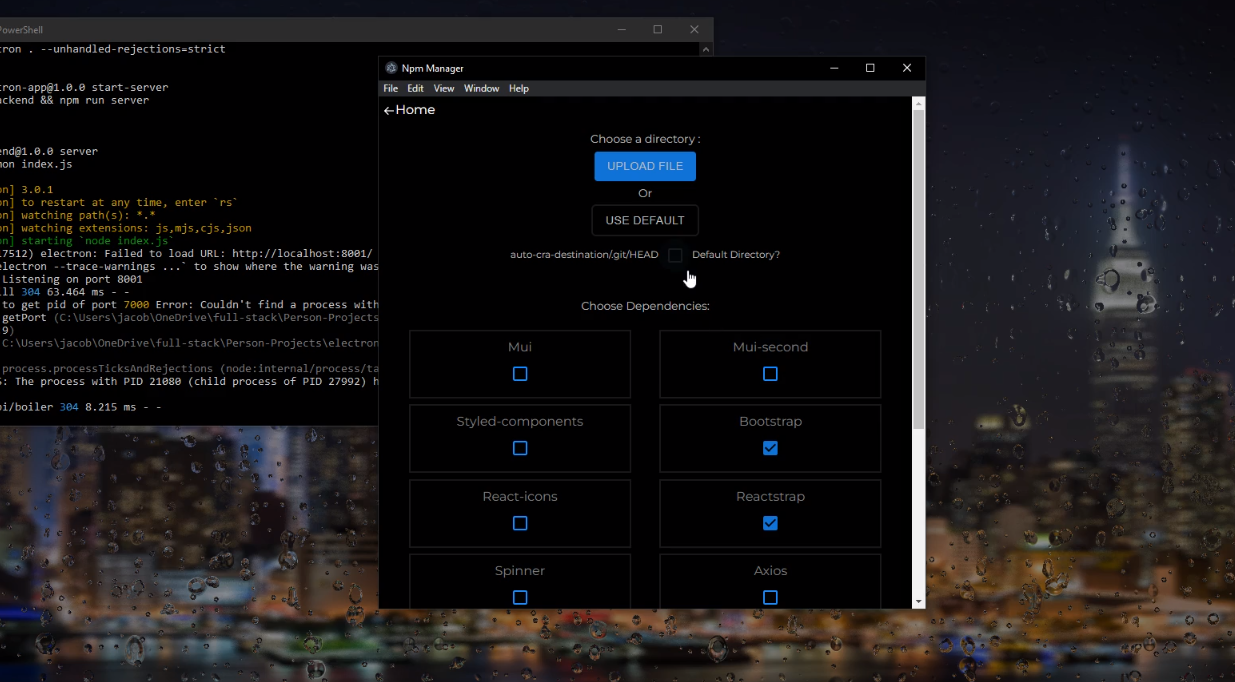 PowerShell
tron . --unhandled-rejections=strict
tron-app@1.0.0 start-server
ackend && npm run server
end@1.0.0 server
mon index.js
on] 3.0.1
on] to restart at any time, enter `rs`
on] watching path(s): *.*
on] watching extensions: js,mjs,cjs,json
on] starting `node index.js`
17512) electron: Failed to load URL: http://localhost:8001/
electron --trace-warnings ...` to show where the warning was
Listening on port 8001
ll 304 63.464 ms - -
to get pid of port 7000 Error: Couldn't find a process with
getPort (C:\Users\jacob\OneDrive\full-stack\Person-Projects
9)
C:\Users\jacob\OneDrive\full-stack\Person-Projects\electron
process.processTicksAndRejections (node:internal/process/ta
S: The process with PID 21080 (child process of PID 27992) h
pi/boiler 304 8.215 ms - -
Npm Manager
File Edit View Window Help
←Home
Choose a directory :
UPLOAD FILE
Or
USE DEFAULT
auto-cra-destination/.git/HEAD Default Directory?
Choose Dependencies:
Mui Mui-second
Styled-components Bootstrap
React-icons Reactstrap
Spinner Axios